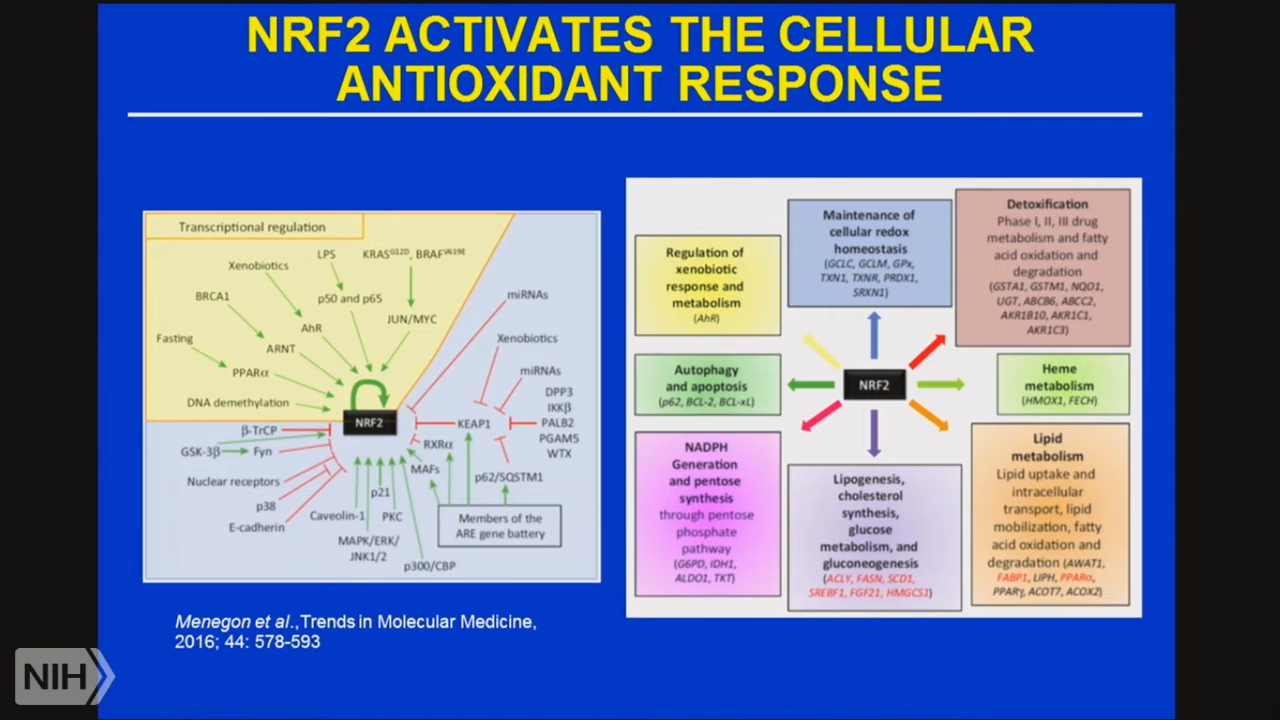 NRF2 ACTIVATES THE CELLULAR
ANTIOXIDANT RESPONSE
Transcriptional regulation
LPS
KRASG12D, BRAFV619E
Xenobiotics
BRCA1
p50 and p65
AhR
JUN/MYC
Fasting
ARNT
PPARα
DNA demethylation
NRF2
miRNAs
Xenobiotics
miRNAs
DPP3
IKKβ
PALB2
PGAM5
WTX
KEAP1
β-TrCP
GSK-3β
Fyn
RXRα
MAFs
p62/SQSTM1
Nuclear receptors
p38
E-cadherin
p21
Caveolin-1
PKC
MAPK/ERK/
JNK1/2
p300/CBP
Members of the
ARE gene battery
Regulation of
xenobiotic
response and
metabolism
(AhR)
Maintenance of
cellular redox
homeostasis
(GCLC, GCLM, GPx,
TXN1, TXNR, PRDX1,
SRXN1)
Detoxification
Phase I, II, III drug
metabolism and fatty
acid oxidation and
degradation
(GSTA1, GSTM1, NQO1,
UGT, ABCB6, ABCC2,
AKR1B10, AKR1C1,
AKR1C3)
Autophagy
and apoptosis
(p62, BCL-2, BCL-xL)
NRF2
Heme
metabolism
(HMOX1, FECH)
NADPH
Generation
and pentose
synthesis
through pentose
phosphate
pathway
(G6PD, IDH1,
ALDO1, TKT)
Lipogenesis,
cholesterol
synthesis,
glucose
metabolism, and
gluconeogenesis
(ACLY, FASN, SCD1,
SREBF1, FGF21, HMGCS1)
Lipid
metabolism
Lipid uptake and
intracellular
transport, lipid
mobilization, fatty
acid oxidation and
degradation (AWAT1,
FABP1, LIPH, PPARα,
PPARγ, ACOT7, ACOX2)
Menegon et al.,Trends in Molecular Medicine,
2016; 44: 578-593
NIH